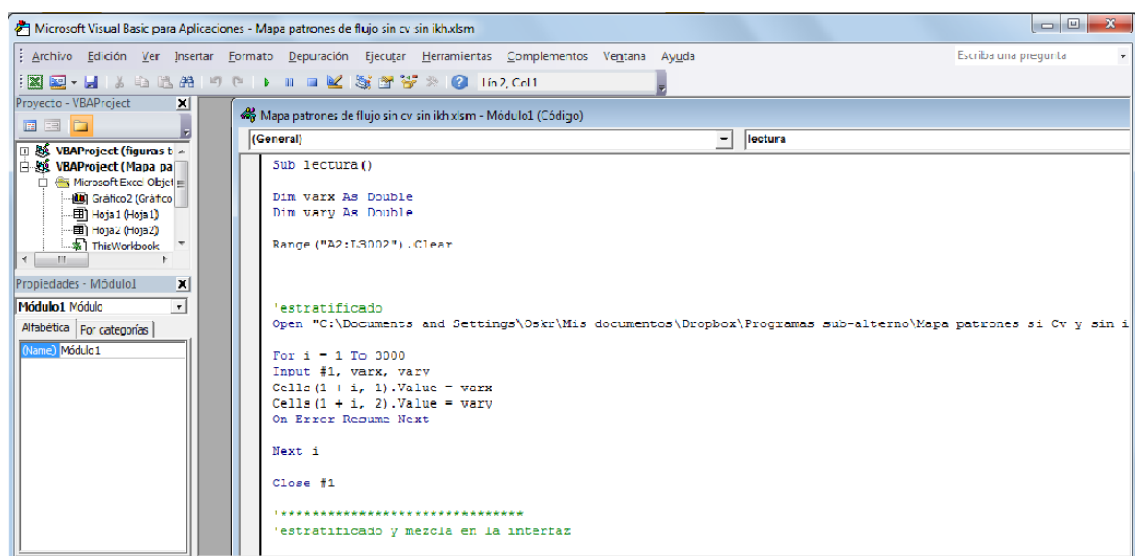 Microsoft Visual Basic para Aplicaciones - Mapa patrones de flujo sin cv sin ikh.xlsm
Archivo Edición Ver Insertar Formato Depuración Ejecutar Herramientas Complementos Ventana Ayuda Escriba una pregunta
Lín 2, Col 1
Proyecto - VBAProject
VBAProject (figuras t
VBAProject (Mapa pa
Microsoft Excel Objet
Gráfico2 (Gráfico
Hoja1 (Hoja1)
Hoja2 (Hoja2)
ThisWorkbook
Propiedades - Módulo1
Módulo1 Módulo
Alfabética Por categorías
(Name) Módulo1
Mapa patrones de flujo sin cv sin ikh.xlsm - Módulo1 (Código)
(General) lectura
Sub lectura()
Dim varx As Double
Dim vary As Double
Range("A2:L3002").Clear
'estratificado
Open "C:\Documents and Settings\Oskr\Mis documentos\Dropbox\Programas sub-alterno\Mapa patrones si Cv y sin i
For i = 1 To 3000
Input #1, varx, vary
Cells(1 + i, 1).Value = varx
Cells(1 + i, 2).Value = vary
On Error Resume Next
Next i
Close #1
'*******************************
'estratificado y mezcla en la interfaz